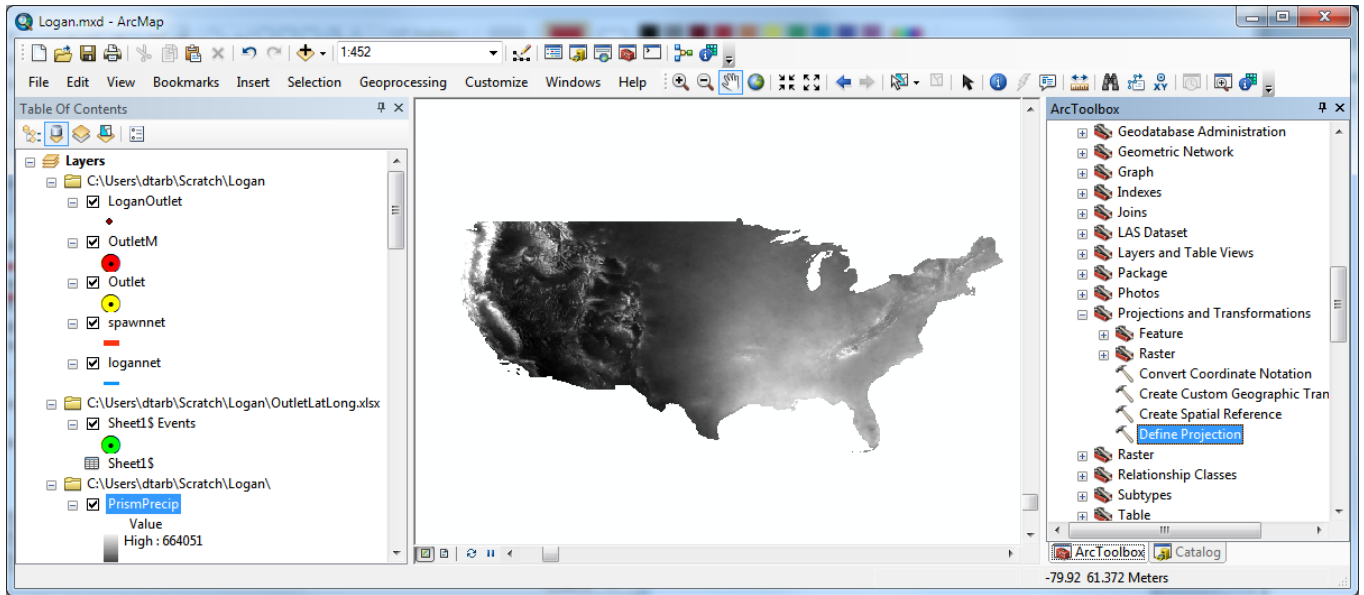 Logan.mxd - ArcMap
1:452
File Edit View Bookmarks Insert Selection Geoprocessing Customize Windows Help
Table Of Contents
Layers
C:\Users\dtarb\Scratch\Logan
LoganOutlet
OutletM
Outlet
spawnnet
logannet
C:\Users\dtarb\Scratch\Logan\OutletLatLong.xlsx
Sheet1$ Events
Sheet1$
C:\Users\dtarb\Scratch\Logan\
PrismPrecip
Value
High : 664051
ArcToolbox
Geodatabase Administration
Geometric Network
Graph
Indexes
Joins
LAS Dataset
Layers and Table Views
Package
Photos
Projections and Transformations
Feature
Raster
Convert Coordinate Notation
Create Custom Geographic Tran
Create Spatial Reference
Define Projection
Raster
Relationship Classes
Subtypes
Table
ArcToolbox Catalog
-79.92 61.372 Meters